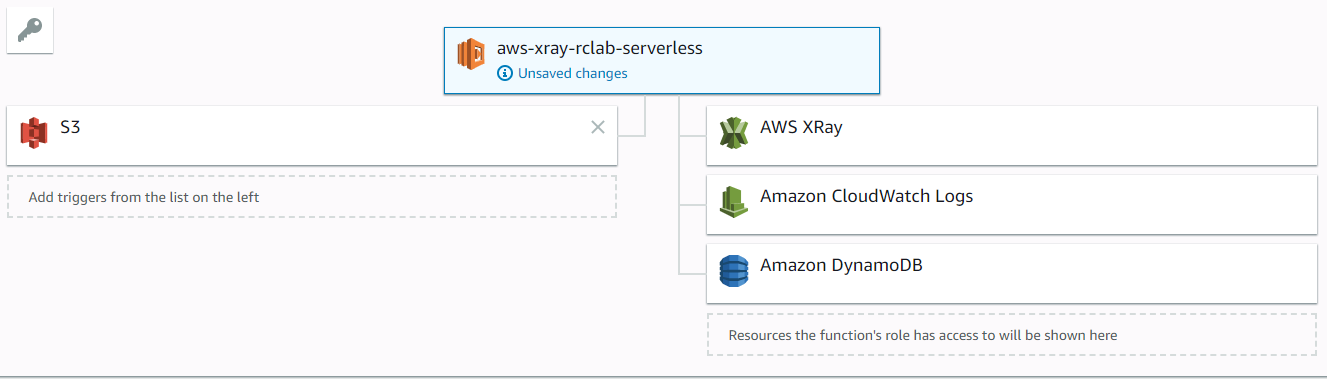 aws-xray-rclab-serverless
Unsaved changes
S3
Add triggers from the list on the left
AWS XRay
Amazon CloudWatch Logs
Amazon DynamoDB
Resources the function's role has access to will be shown here